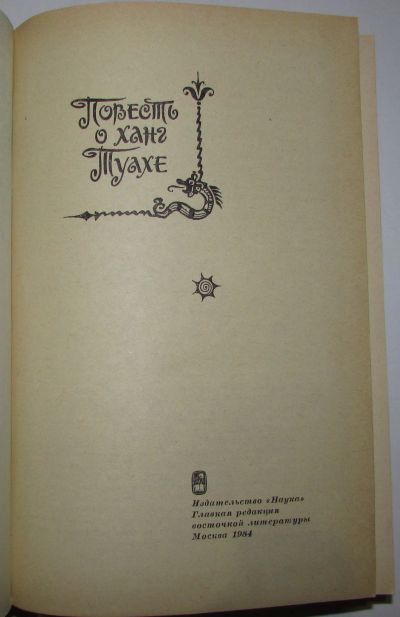 Повесть
о ханг
Туахе
Издательство «Наука»
Главная редакция
восточной литературы
Москва 1984